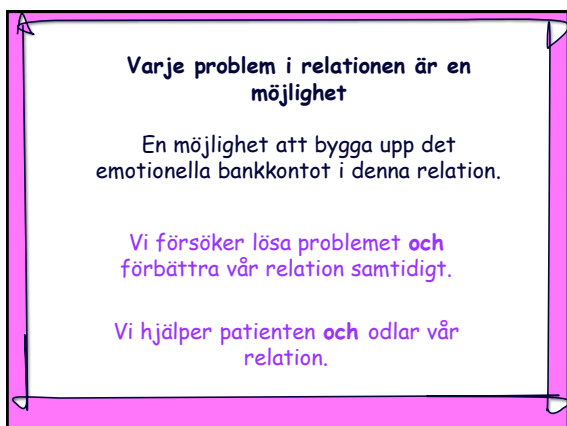 Varje problem i relationen är en
möjlighet
En möjlighet att bygga upp det
emotionella bankkontot i denna relation.
Vi försöker lösa problemet och
förbättra vår relation samtidigt.
Vi hjälper patienten och odlar vår
relation.